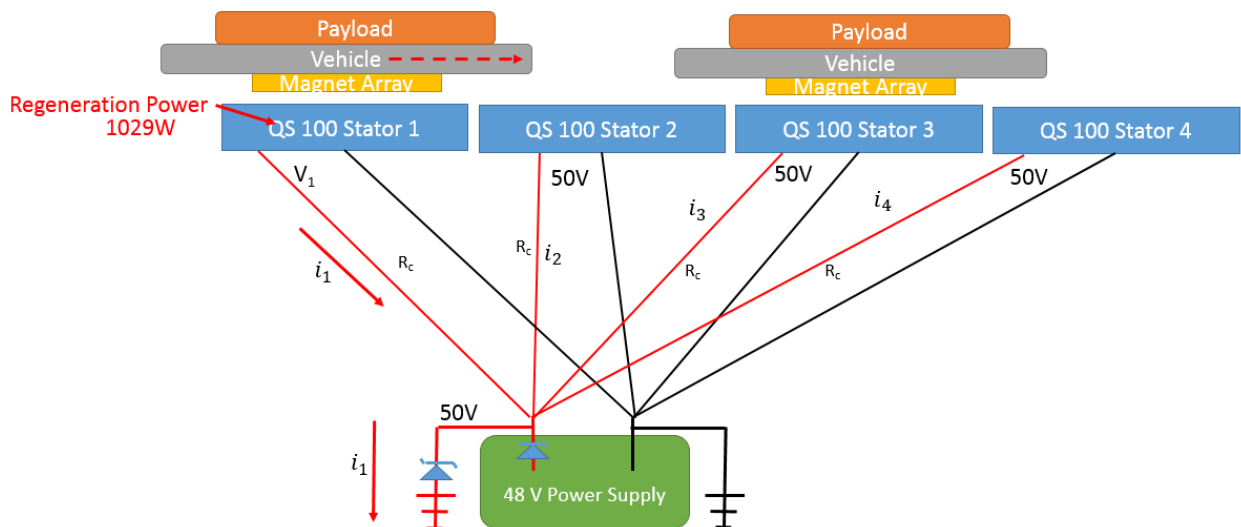 Payload
Vehicle
Magnet Array
Payload
Vehicle
Magnet Array
Regeneration Power
1029W
QS 100 Stator 1
QS 100 Stator 2
QS 100 Stator 3
QS 100 Stator 4
V1
50V
50V
50V
i1
Rc
Rc
i2
i3
Rc
i4
Rc
50V
i1
48 V Power Supply